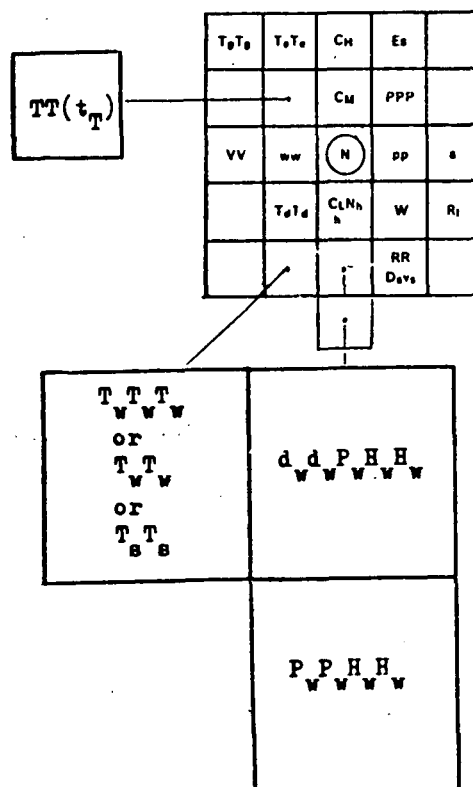 TgTg TeTe CH Es
TT(tT)
CM PPP
VV ww N pp a
TdTd CLNh W Rt
h
RR
Dsvs
TwTwTw
or
TwTw
or
TsTs
dwdwPwHwHw
PwPwHwHw